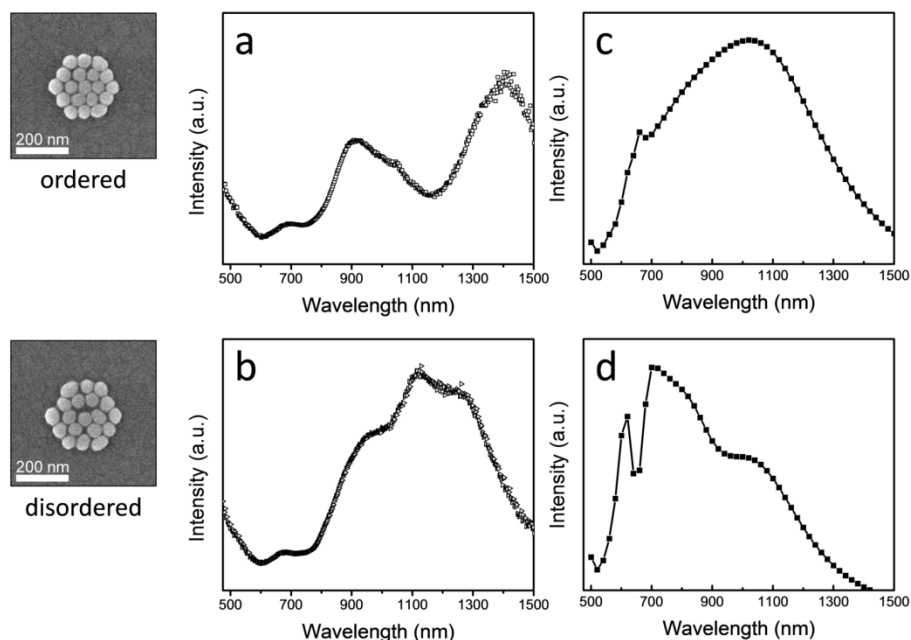 200 nm
ordered
a
Intensity (a.u.)
500 700 900 1100 1300 1500
Wavelength (nm)
c
Intensity (a.u.)
500 700 900 1100 1300 1500
Wavelength (nm)
200 nm
disordered
b
Intensity (a.u.)
500 700 900 1100 1300 1500
Wavelength (nm)
d
Intensity (a.u.)
500 700 900 1100 1300 1500
Wavelength (nm)